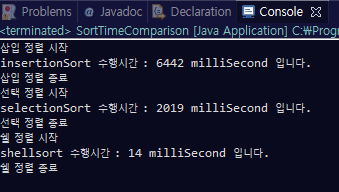 Problems @ Javadoc Declaration Console
<terminated> SortTimeComparison [Java Application] C:₩Prog
삽입 정렬 시작
insertionSort 수행시간 : 6442 milliSecond 입니다.
삽입 정렬 종료
선택 정렬 시작
selectionSort 수행시간 : 2019 milliSecond 입니다.
선택 정렬 종료
쉘 정렬 시작
shellsort 수행시간 : 14 milliSecond 입니다.
쉘 정렬 종료